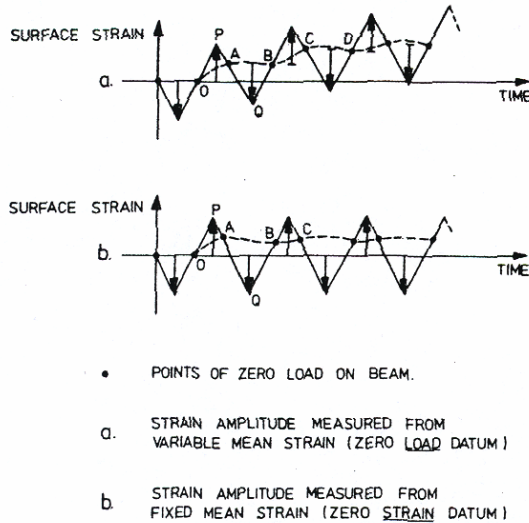 SURFACE STRAIN
P
A
B
C
D
a.
O
Q
TIME
SURFACE STRAIN
P
A
B
C
b.
O
Q
TIME
• POINTS OF ZERO LOAD ON BEAM.
a. STRAIN AMPLITUDE MEASURED FROM
VARIABLE MEAN STRAIN (ZERO LOAD DATUM)
b. STRAIN AMPLITUDE MEASURED FROM
FIXED MEAN STRAIN (ZERO STRAIN DATUM)